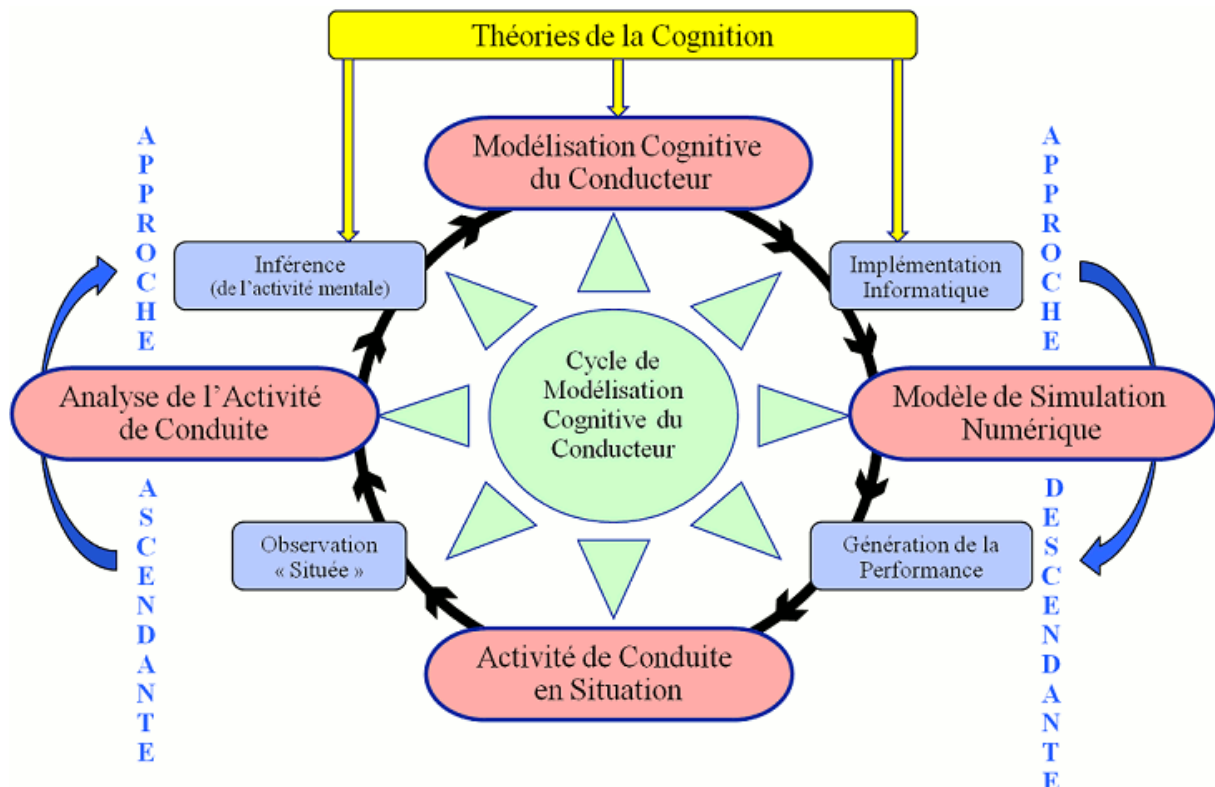 Théories de la Cognition
Modélisation Cognitive
du Conducteur
APPROCHE
ASCENDANTE
Inférence
(de l’activité mentale)
Implémentation
Informatique
APPROCHE
DESCENDANTE
Analyse de l’Activité
de Conduite
Cycle de
Modélisation
Cognitive du
Conducteur
Modèle de Simulation
Numérique
Observation
« Située »
Génération de la
Performance
Activité de Conduite
en Situation